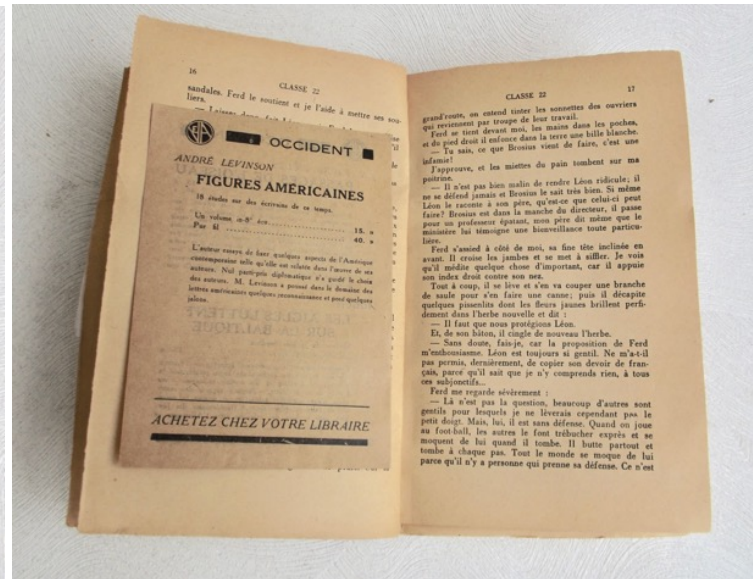 16
CLASSE 22
sandales. Ferd le soutient et je l'aide à mettre ses sou-
liers.
OCCIDENT
ANDRÉ LEVINSON
FIGURES AMÉRICAINES
18 études sur des écrivains de ce temps.
Un volume in-8° écu 15. »
Par fil 40. »
L'auteur essaye de fixer quelques aspects de l'Amérique
contemporaine telle qu'elle est reflétée dans l'œuvre de ses
auteurs. Nul parti-pris diplomatique n'a guidé le choix
des auteurs. M. Levinson a poussé dans le domaine des
lettres américaines quelques reconnaissances et posé quelques
jalons.
ACHETEZ CHEZ VOTRE LIBRAIRE
CLASSE 22
17
grand'route, on entend tinter les sonnettes des ouvriers
qui reviennent par troupe de leur travail.
Ferd se tient devant moi, les mains dans les poches,
et du pied droit il enfonce dans la terre une bille blanche.
— Tu sais, ce que Brosius vient de faire, c'est une
infamie!
J'approuve, et les miettes du pain tombent sur ma
poitrine.
— Il n'est pas bien malin de rendre Léon ridicule; il
ne se défend jamais et Brosius le sait très bien. Si même
Léon le raconte à son père, qu'est-ce que celui-ci peut
faire? Brosius est dans la manche du directeur, il passe
pour un professeur épatant, mon père dit même que le
ministère lui témoigne une bienveillance toute particu-
lière.
Ferd s'assied à côté de moi, sa fine tête inclinée en
avant. Il croise les jambes et se met à siffler. Je vois
qu'il médite quelque chose d'important, car il appuie
son index droit contre son nez.
Tout à coup, il se lève et s'en va couper une branche
de saule pour s'en faire une canne; puis il décapite
quelques pissenlits dont les fleurs jaunes brillent perfi-
dement dans l'herbe nouvelle et dit :
— Il faut que nous protégions Léon.
Et, de son bâton, il cingle de nouveau l'herbe.
— Sans doute, fais-je, car la proposition de Ferd
m'enthousiasme. Léon est toujours si gentil. Ne m'a-t-il
pas permis, dernièrement, de copier son devoir de fran-
çais, parce qu'il sait que je n'y comprends rien, à tous
ces subjonctifs...
Ferd me regarde sévèrement :
— Là n'est pas la question, beaucoup d'autres sont
gentils pour lesquels je ne lèverais cependant pas le
petit doigt. Mais, lui, il est sans défense. Quand on joue
au foot-ball, les autres le font trébucher exprès et se
moquent de lui quand il tombe. Il butte partout et
tombe à chaque pas. Tout le monde se moque de lui
parce qu'il n'y a personne qui prenne sa défense. Ce n'est